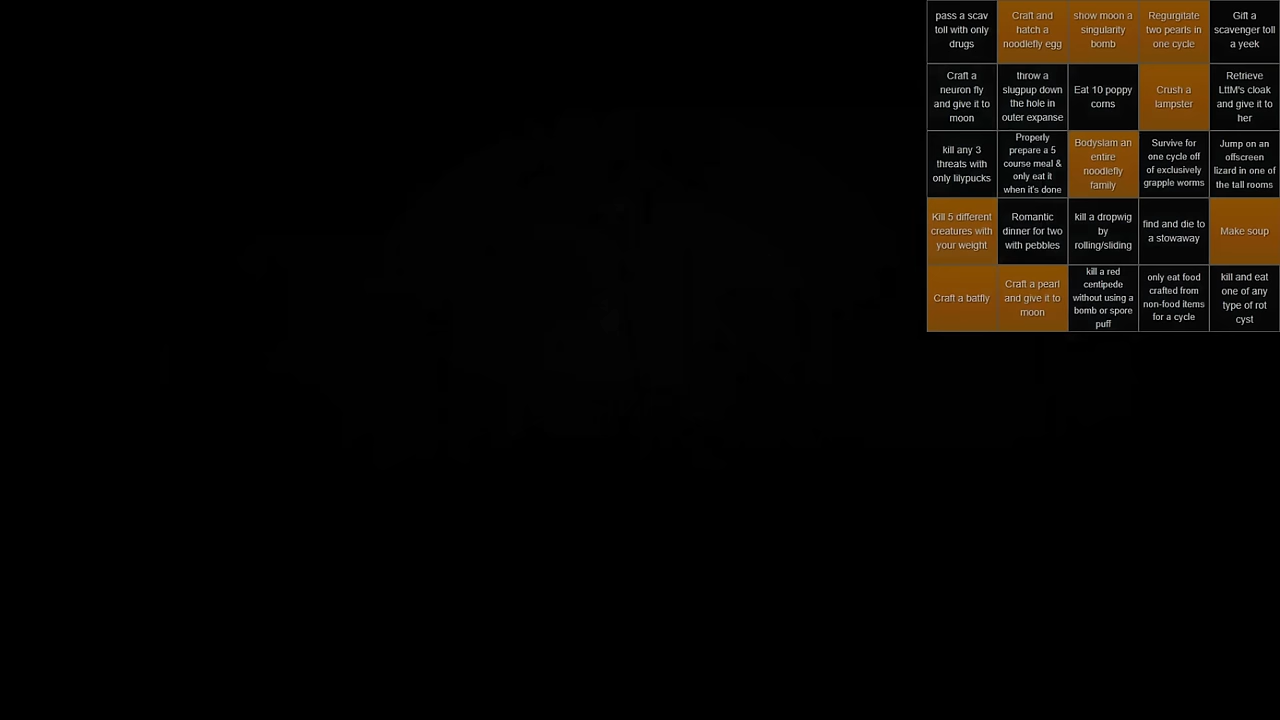 pass a scav
toll with only
drugs
Craft and
hatch a
noodlefly egg
show moon a
singularity
bomb
Regurgitate
two pearls in
one cycle
Gift a
scavenger toll
a yeek
Craft a
neuron fly
and give it to
moon
throw a
slugpup down
the hole in
outer expanse
Eat 10 poppy
corns
Crush a
lampster
Retrieve
LttM's cloak
and give it to
her
kill any 3
threats with
only lilypucks
Properly
prepare a 5
course meal &
only eat it
when it's done
Bodyslam an
entire
noodlefly
family
Survive for
one cycle off
of exclusively
grapple worms
Jump on an
offscreen
lizard in one of
the tall rooms
Kill 5 different
creatures with
your weight
Romantic
dinner for two
with pebbles
kill a dropwig
by
rolling/sliding
find and die to
a stowaway
Make soup
Craft a batfly
Craft a pearl
and give it to
moon
kill a red
centipede
without using a
bomb or spore
puff
only eat food
crafted from
non-food items
for a cycle
kill and eat
one of any
type of rot
cyst